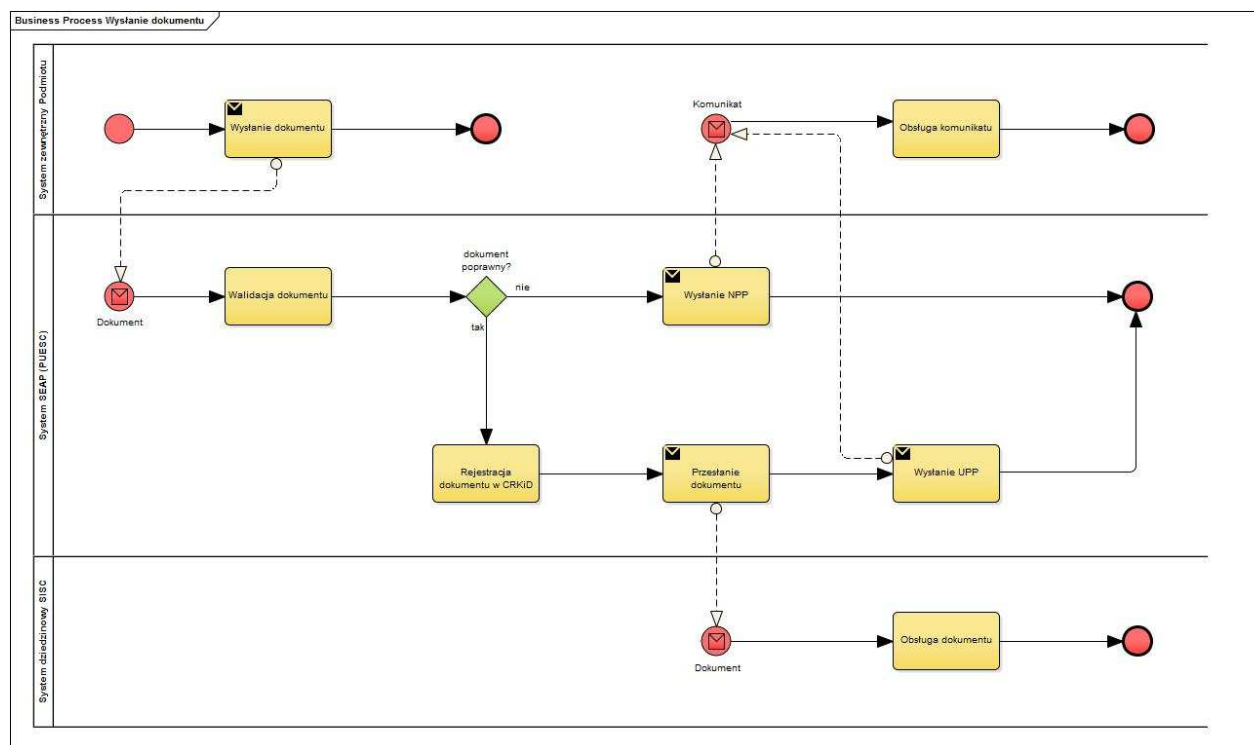 Business Process Wysłanie dokumentu
System zewnętrzny Podmiotu
Wysłanie dokumentu
Komunikat
Obsługa komunikatu
System SEAP (PUESC)
Dokument
Walidacja dokumentu
dokument
poprawny?
nie
tak
Wysłanie NPP
Rejestracja
dokumentu w CRKiD
Przesłanie
dokumentu
Wysłanie UPP
System dziedzinowy SISC
Dokument
Obsługa dokumentu